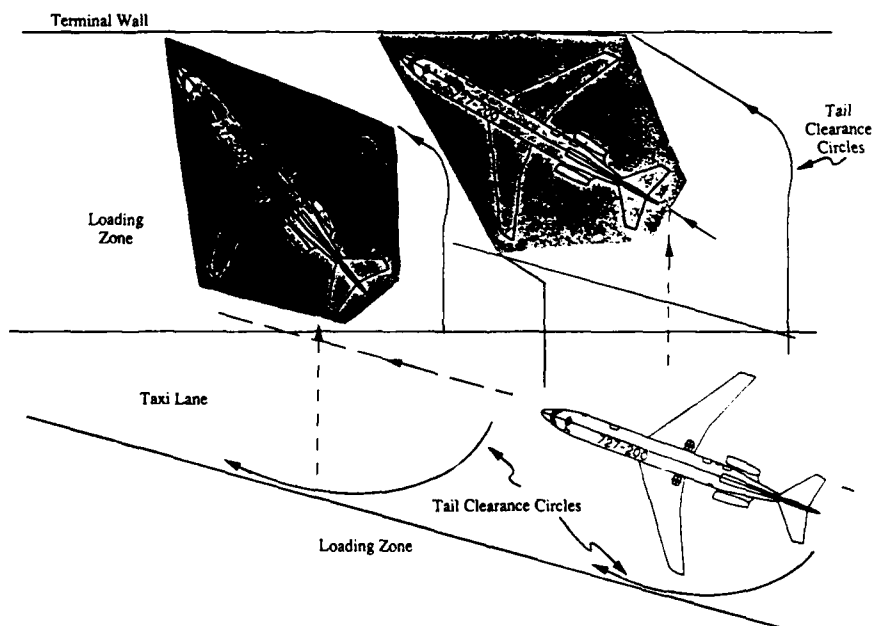 Terminal Wall
Tail
Clearance
Circles
Loading
Zone
Taxi Lane
727-200
Tail Clearance Circles
Loading Zone